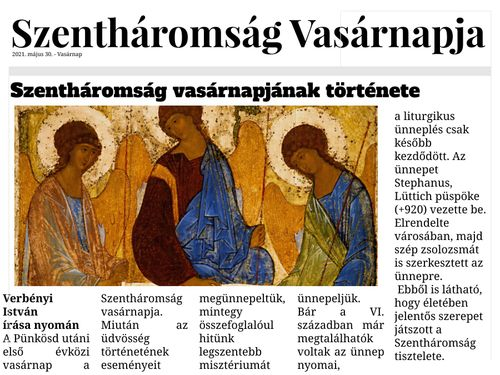 Szentháromság Vasárnapja
2021. május 30. - Vasárnap
Szentháromság vasárnapjának története
Verbényi
István
írása nyomán
A Pünkösd utáni
első évközi
vasárnap a
Szentháromság
vasárnapja.
Miután az
üdvösség
történetének
eseményeit
megünnepeltük,
mintegy
összefoglalóul
hitünk
legszentebb
misztériumát
ünnepeljük.
Bár a VI.
században már
megtalálhatók
voltak az ünnep
nyomai,
a liturgikus
ünneplés csak
később
kezdődött. Az
ünnepet
Stephanus,
Lüttich püspöke
(+920) vezette be.
Elrendelte
városában, majd
szép zsolozsmát
is szerkesztett az
ünnepre.
Ebből is látható,
hogy életében
jelentős szerepet
játszott a
Szentháromság
tisztelete.